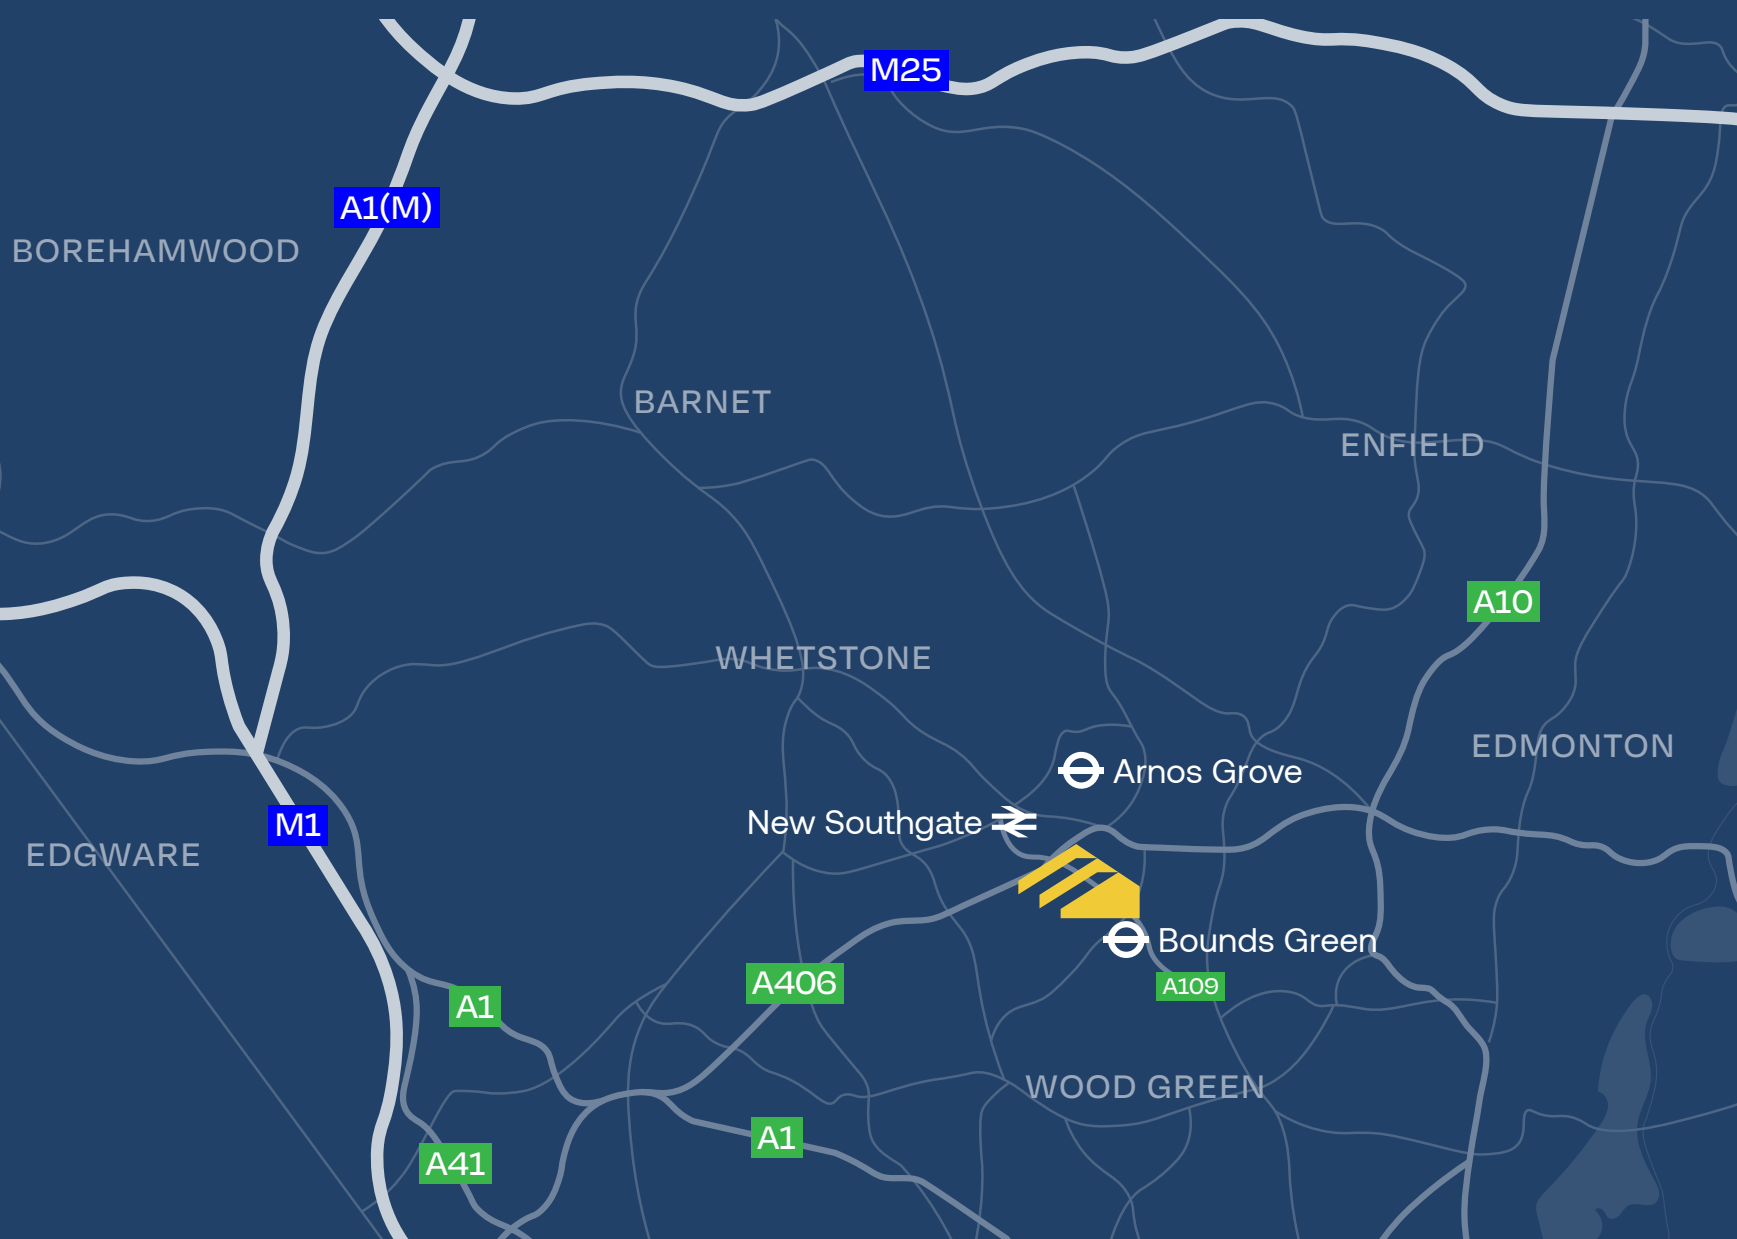 M25
A1(M)
BOREHAMWOOD
BARNET
ENFIELD
A10
WHETSTONE
EDMONTON
Arnos Grove
New Southgate
M1
EDGWARE
Bounds Green
A406
A109
A1
WOOD GREEN
A1
A41